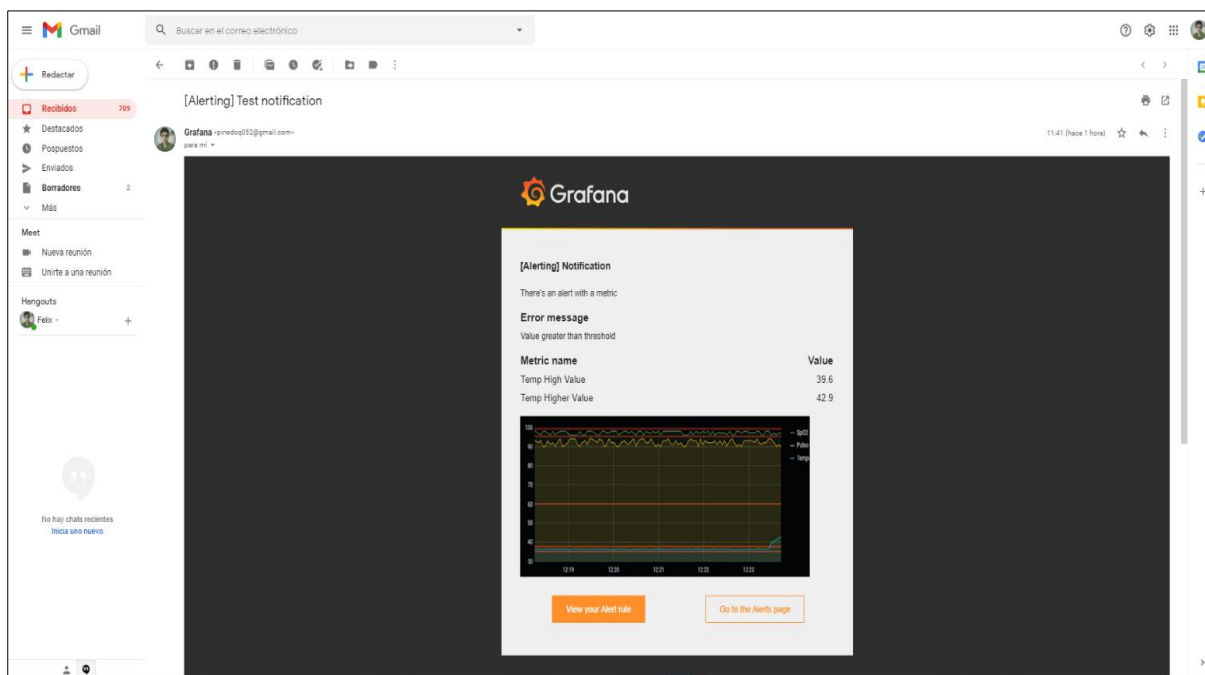 Gmail
Buscar en el correo electrónico
Redactar
Recibidos 709
Destacados
Pospuestos
Enviados
Borradores 2
Más
Meet
Nueva reunión
Unirte a una reunión
Hangouts
Felix
No hay chats recientes.
Inicia uno nuevo.
[Alerting] Test notification
Grafana <pinedoq052@gmail.com>
para mí
11:41 (hace 1 hora)
Grafana
[Alerting] Notification
There's an alert with a metric
Error message
Value greater than threshold
Metric name Value
Temp High Value 39.6
Temp Higher Value 42.9
100
90
80
70
60
50
40
30
12:19 12:20 12:21 12:22 12:23
SpO2
Pulso
Temp
View your Alert rule
Go to the Alerts page